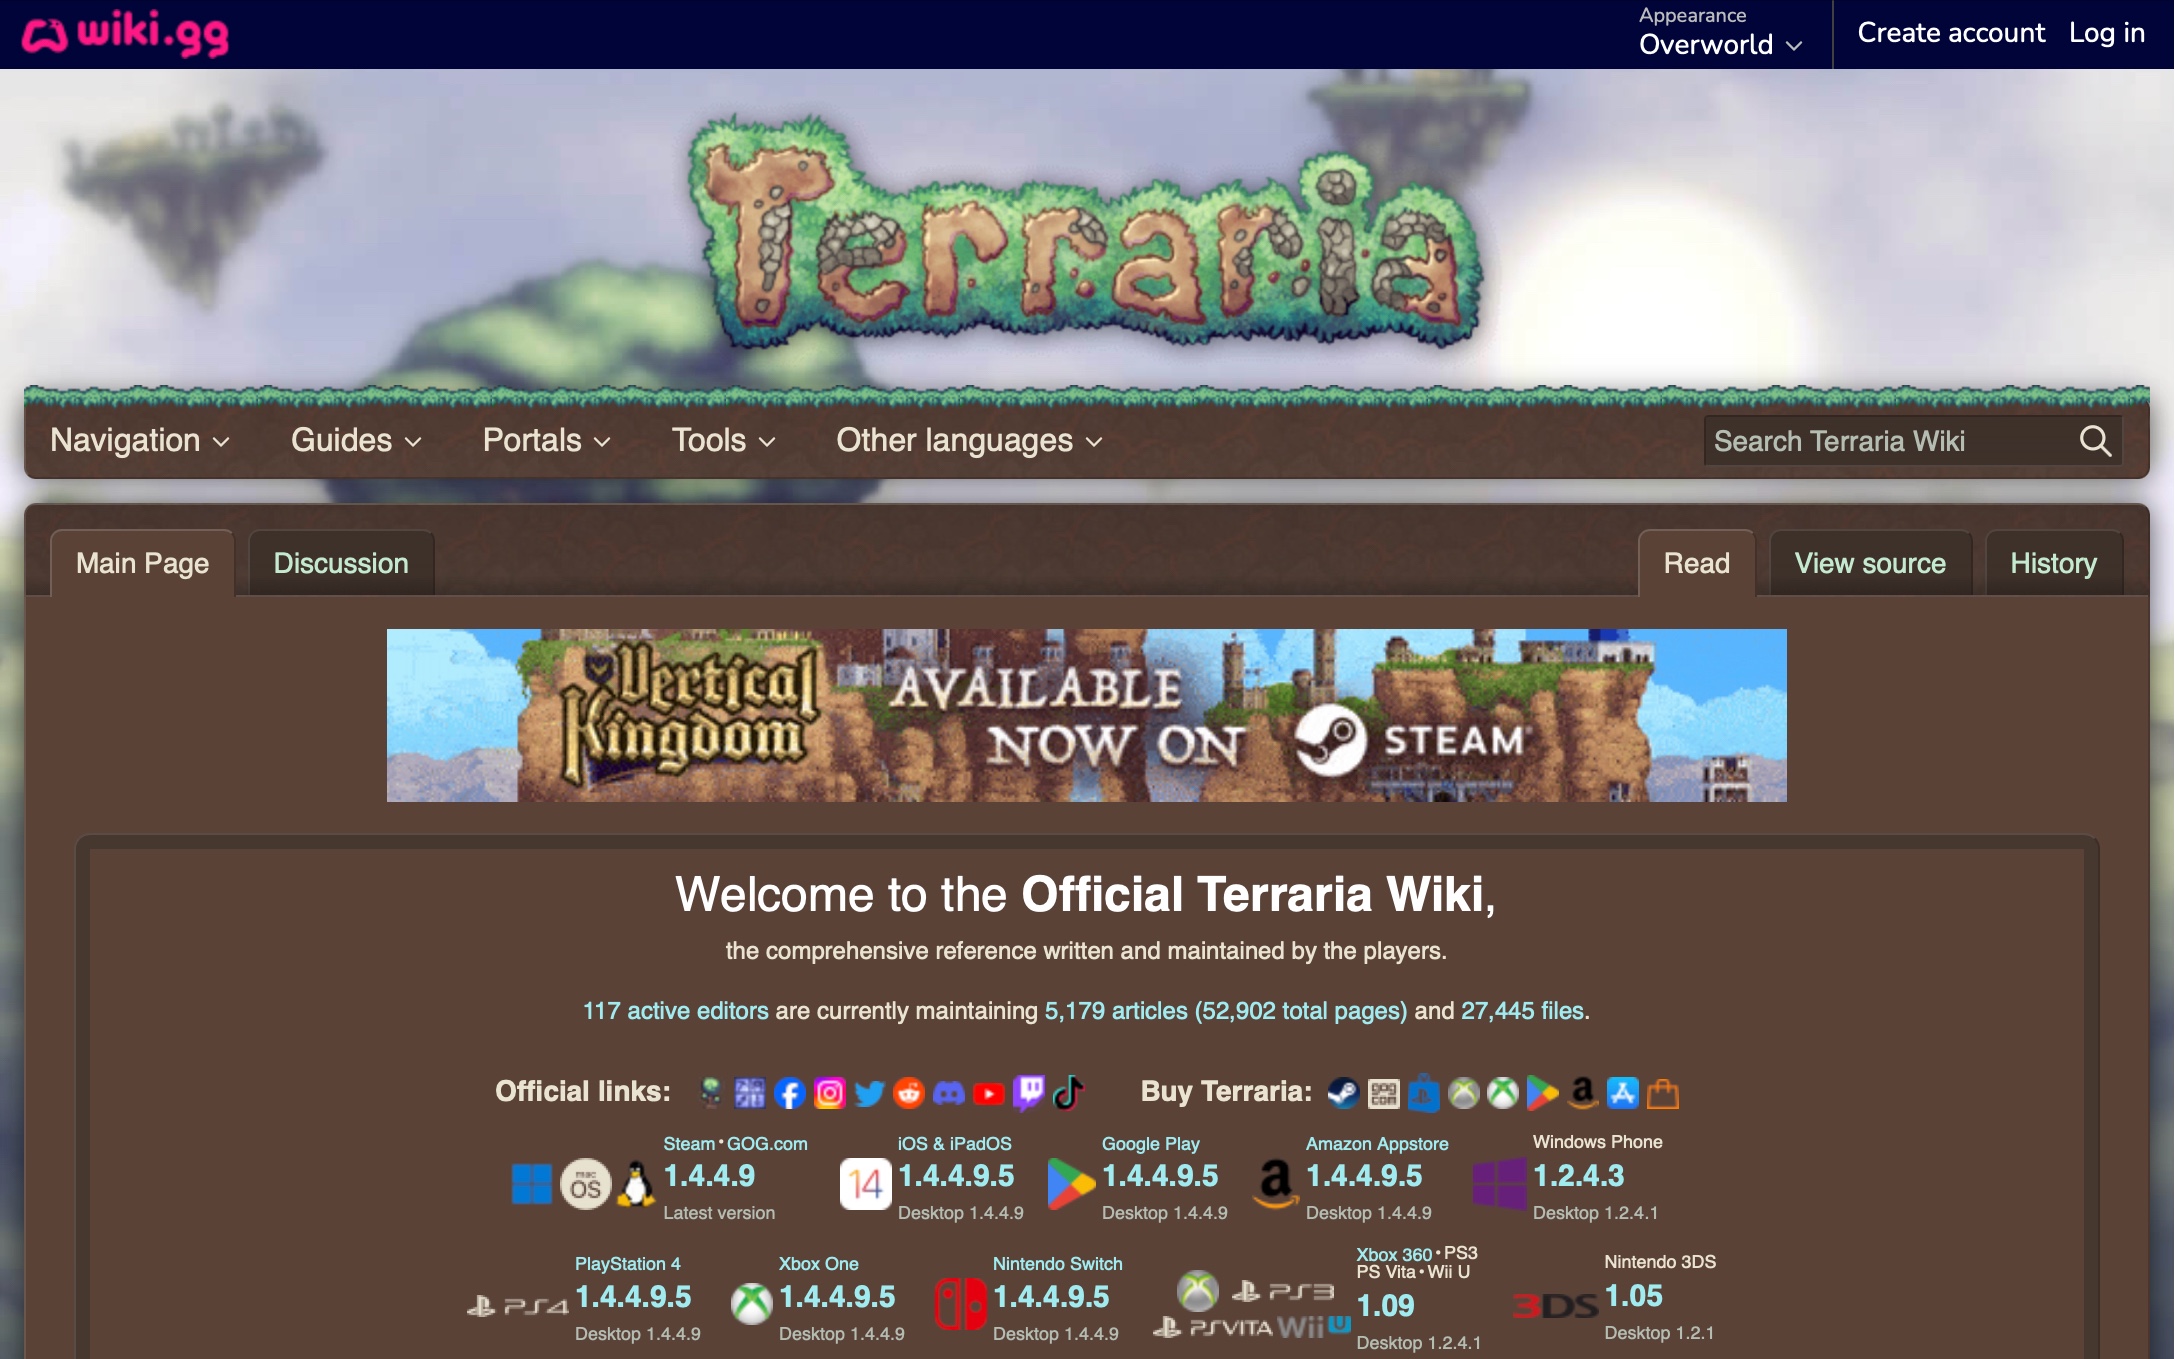 wiki.gg
Appearance
Overworld
Create account
Log in
Terraria
Navigation
Guides
Portals
Tools
Other languages
Search Terraria Wiki
Main Page
Discussion
Read
View source
History
Vertical
Kingdom
AVAILABLE
NOW ON
STEAM
Welcome to the Official Terraria Wiki,
the comprehensive reference written and maintained by the players.
117 active editors are currently maintaining 5,179 articles (52,902 total pages) and 27,445 files.
Official links:
Buy Terraria:
GOG
COM
mac
OS
Steam • GOG.com
1.4.4.9
Latest version
14
iOS & iPadOS
1.4.4.9.5
Desktop 1.4.4.9
Google Play
1.4.4.9.5
Desktop 1.4.4.9
a
Amazon Appstore
1.4.4.9.5
Desktop 1.4.4.9
Windows Phone
1.2.4.3
Desktop 1.2.4.1
PS4
PlayStation 4
1.4.4.9.5
Desktop 1.4.4.9
Xbox One
1.4.4.9.5
Desktop 1.4.4.9
Nintendo Switch
1.4.4.9.5
Desktop 1.4.4.9
PS3
PSVITA WiiU
Xbox 360 • PS3
PS Vita • Wii U
1.09
Desktop 1.2.4.1
3DS
Nintendo 3DS
1.05
Desktop 1.2.1